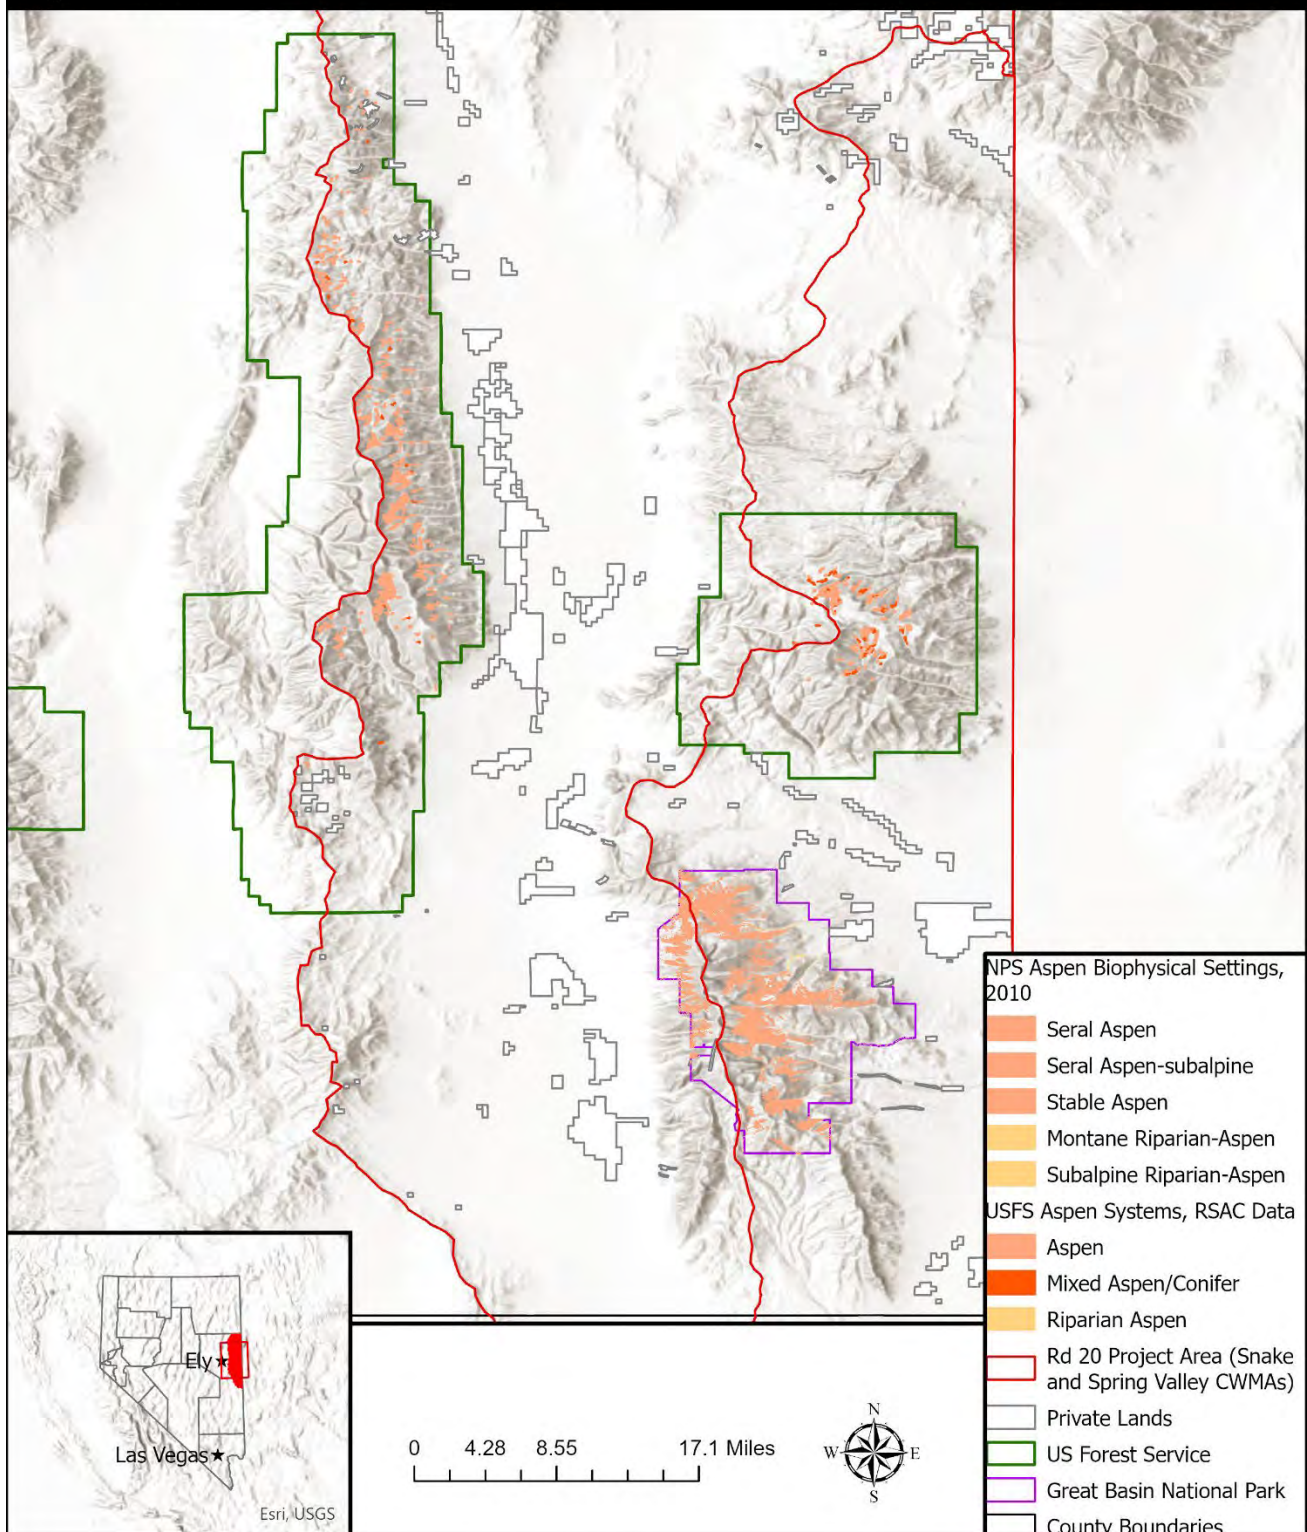 NPS Aspen Biophysical Settings,
2010
Seral Aspen
Seral Aspen-subalpine
Stable Aspen
Montane Riparian-Aspen
Subalpine Riparian-Aspen
USFS Aspen Systems, RSAC Data
Aspen
Mixed Aspen/Conifer
Riparian Aspen
Rd 20 Project Area (Snake
and Spring Valley CWMAs)
Private Lands
US Forest Service
Great Basin National Park
County Boundaries
Ely
Las Vegas
Esri, USGS
0 4.28 8.55 17.1 Miles
N
W E
S